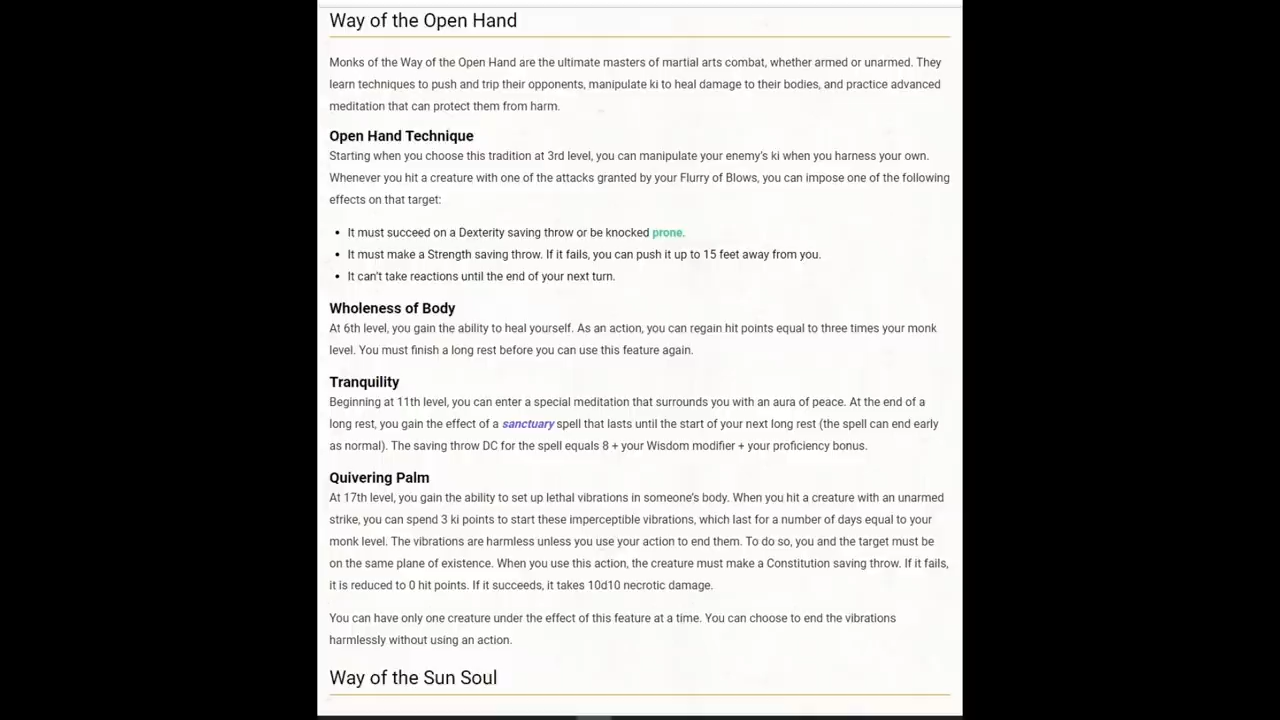 Way of the Open Hand
Monks of the Way of the Open Hand are the ultimate masters of martial arts combat, whether armed or unarmed. They
learn techniques to push and trip their opponents, manipulate ki to heal damage to their bodies, and practice advanced
meditation that can protect them from harm.
Open Hand Technique
Starting when you choose this tradition at 3rd level, you can manipulate your enemy's ki when you harness your own.
Whenever you hit a creature with one of the attacks granted by your Flurry of Blows, you can impose one of the following
effects on that target:
• It must succeed on a Dexterity saving throw or be knocked prone.
• It must make a Strength saving throw. If it fails, you can push it up to 15 feet away from you.
• It can't take reactions until the end of your next turn.
Wholeness of Body
At 6th level, you gain the ability to heal yourself. As an action, you can regain hit points equal to three times your monk
level. You must finish a long rest before you can use this feature again.
Tranquility
Beginning at 11th level, you can enter a special meditation that surrounds you with an aura of peace. At the end of a
long rest, you gain the effect of a sanctuary spell that lasts until the start of your next long rest (the spell can end early
as normal). The saving throw DC for the spell equals 8 + your Wisdom modifier + your proficiency bonus.
Quivering Palm
At 17th level, you gain the ability to set up lethal vibrations in someone's body. When you hit a creature with an unarmed
strike, you can spend 3 ki points to start these imperceptible vibrations, which last for a number of days equal to your
monk level. The vibrations are harmless unless you use your action to end them. To do so, you and the target must be
on the same plane of existence. When you use this action, the creature must make a Constitution saving throw. If it fails,
it is reduced to 0 hit points. If it succeeds, it takes 10d10 necrotic damage.
You can have only one creature under the effect of this feature at a time. You can choose to end the vibrations
harmlessly without using an action.
Way of the Sun Soul